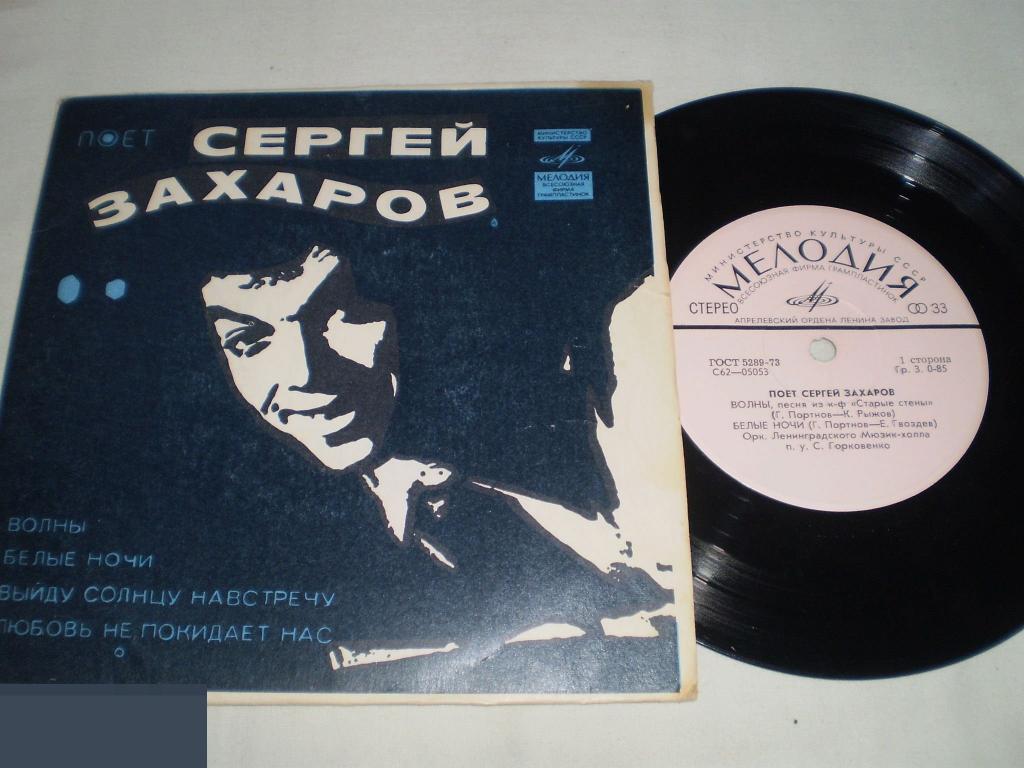 ПОЕТ
СЕРГЕЙ
ЗАХАРОВ
МИНИСТЕРСТВО
КУЛЬТУРЫ СССР
МЕЛОДИЯ
ВСЕСОЮЗНАЯ
ФИРМА
ГРАМПЛАСТИНОК
ВОЛНЫ
БЕЛЫЕ НОЧИ
ВЫЙДУ СОЛНЦУ НАВСТРЕЧУ
ЛЮБОВЬ НЕ ПОКИДАЕТ НАС
МИНИСТЕРСТВО КУЛЬТУРЫ СССР
МЕЛОДИЯ
ВСЕСОЮЗНАЯ ФИРМА ГРАМПЛАСТИНОК
СТЕРЕО
33
АПРЕЛЕВСКИЙ ОРДЕНА ЛЕНИНА ЗАВОД
ГОСТ 5289-73
С62—05053
1 сторона
Гр. 3. 0-85
ПОЕТ СЕРГЕЙ ЗАХАРОВ
ВОЛНЫ, песня из к-ф «Старые стены»
(Г. Портнов—К. Рыжов)
БЕЛЫЕ НОЧИ (Г. Портнов—Е. Гвоздев)
Орк. Ленинградского Мюзик-холла
п. у. С. Горковенко